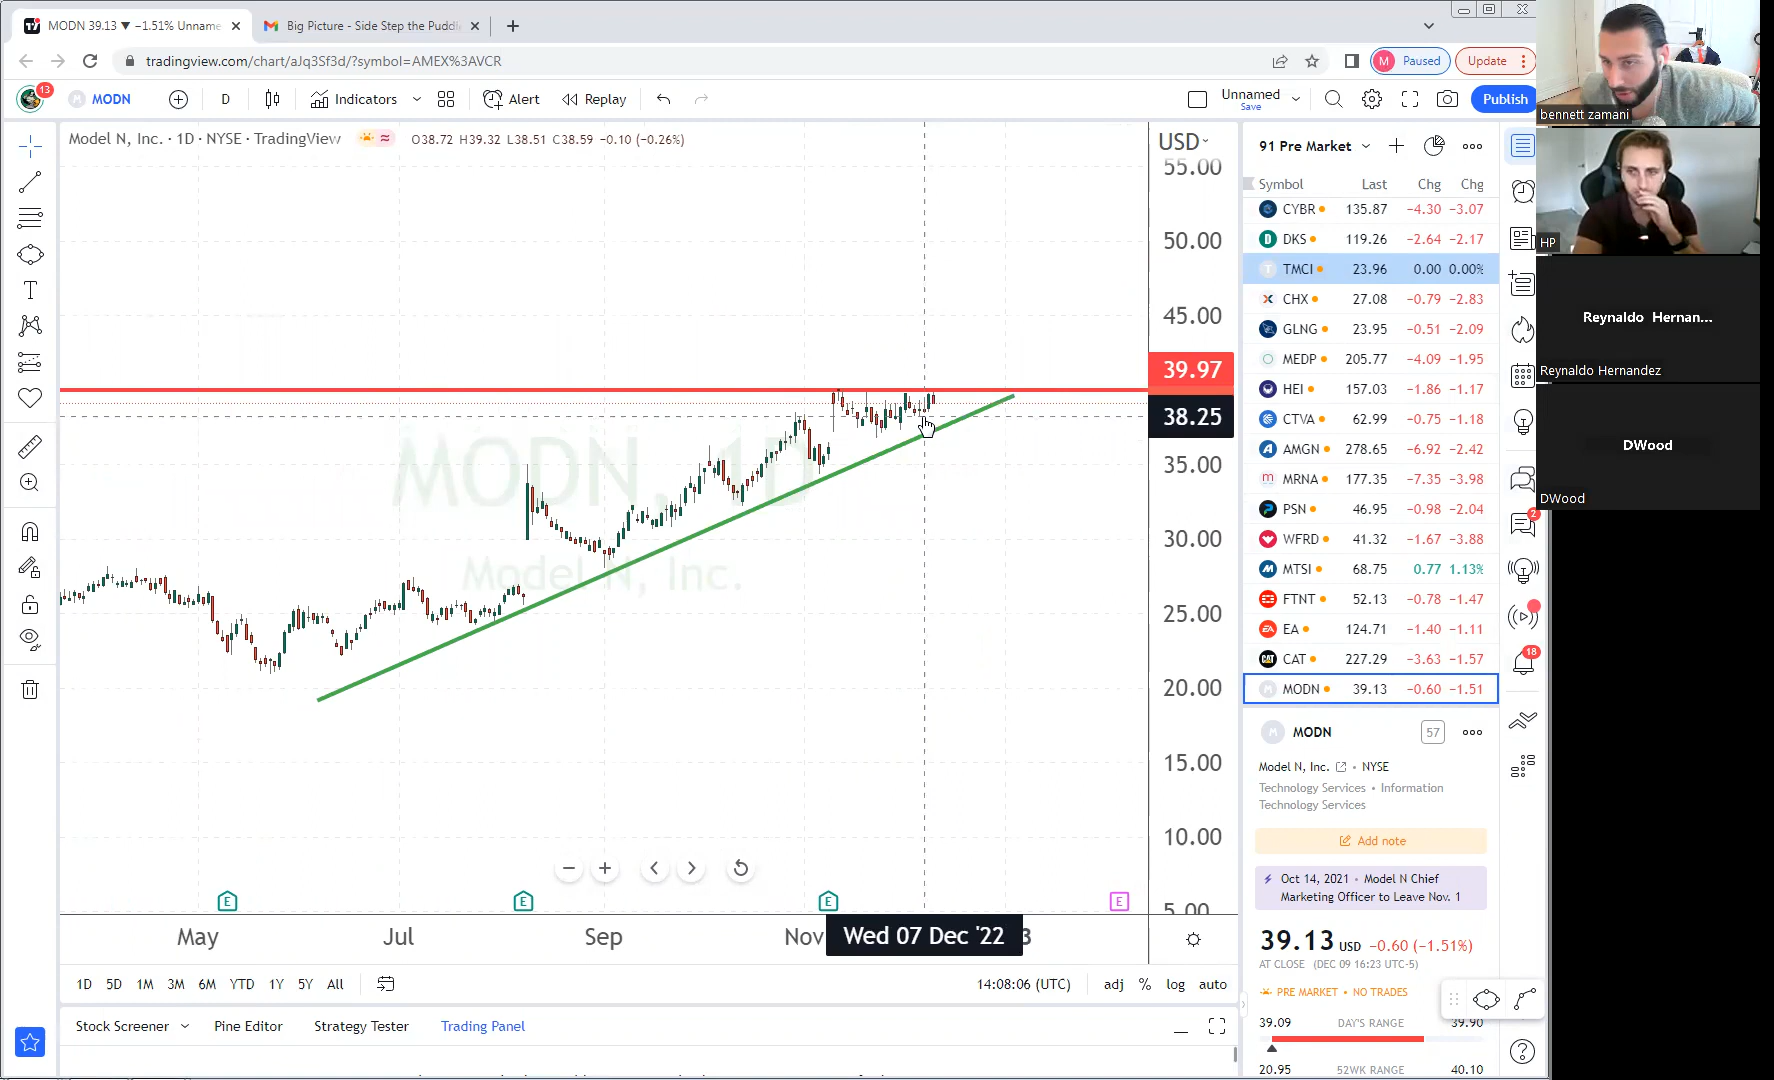 MODN 39.13 ▼ −1.51% Unname
Big Picture - Side Step the Puddl
tradingview.com/chart/aJq3Sf3d/?symbol=AMEX%3AVCR
M Paused
Update
13
MODN
D
Indicators
Alert
Replay
Unnamed
Save
Publish
Model N, Inc. · 1D · NYSE · TradingView
O38.72 H39.32 L38.51 C38.59 −0.10 (−0.26%)
USD
55.00
50.00
45.00
39.97
38.25
35.00
30.00
25.00
20.00
15.00
10.00
5.00
MODN, 1D
Model N, Inc.
E
E
E
E
May
Jul
Sep
Nov
Wed 07 Dec '22
3
1D 5D 1M 3M 6M YTD 1Y 5Y All
14:08:06 (UTC)
adj % log auto
Stock Screener
Pine Editor
Strategy Tester
Trading Panel
91 Pre Market
Symbol Last Chg Chg
CYBR 135.87 −4.30 −3.07
DKS 119.26 −2.64 −2.17
TMCI 23.96 0.00 0.00%
CHX 27.08 −0.79 −2.83
GLNG 23.95 −0.51 −2.09
MEDP 205.77 −4.09 −1.95
HEI 157.03 −1.86 −1.17
CTVA 62.99 −0.75 −1.18
AMGN 278.65 −6.92 −2.42
MRNA 177.35 −7.35 −3.98
PSN 46.95 −0.98 −2.04
WFRD 41.32 −1.67 −3.88
MTSI 68.75 0.77 1.13%
FTNT 52.13 −0.78 −1.47
EA 124.71 −1.40 −1.11
CAT 227.29 −3.63 −1.57
MODN 39.13 −0.60 −1.51
MODN
57
Model N, Inc. • NYSE
Technology Services • Information
Technology Services
Add note
Oct 14, 2021 • Model N Chief
Marketing Officer to Leave Nov. 1
39.13 USD −0.60 (−1.51%)
AT CLOSE (DEC 09 16:23 UTC-5)
PRE MARKET • NO TRADES
39.09 DAY'S RANGE 39.90
20.95 52WK RANGE 40.10
2
18
bennett zamani
HP
Reynaldo Hernan...
Reynaldo Hernandez
DWood
DWood